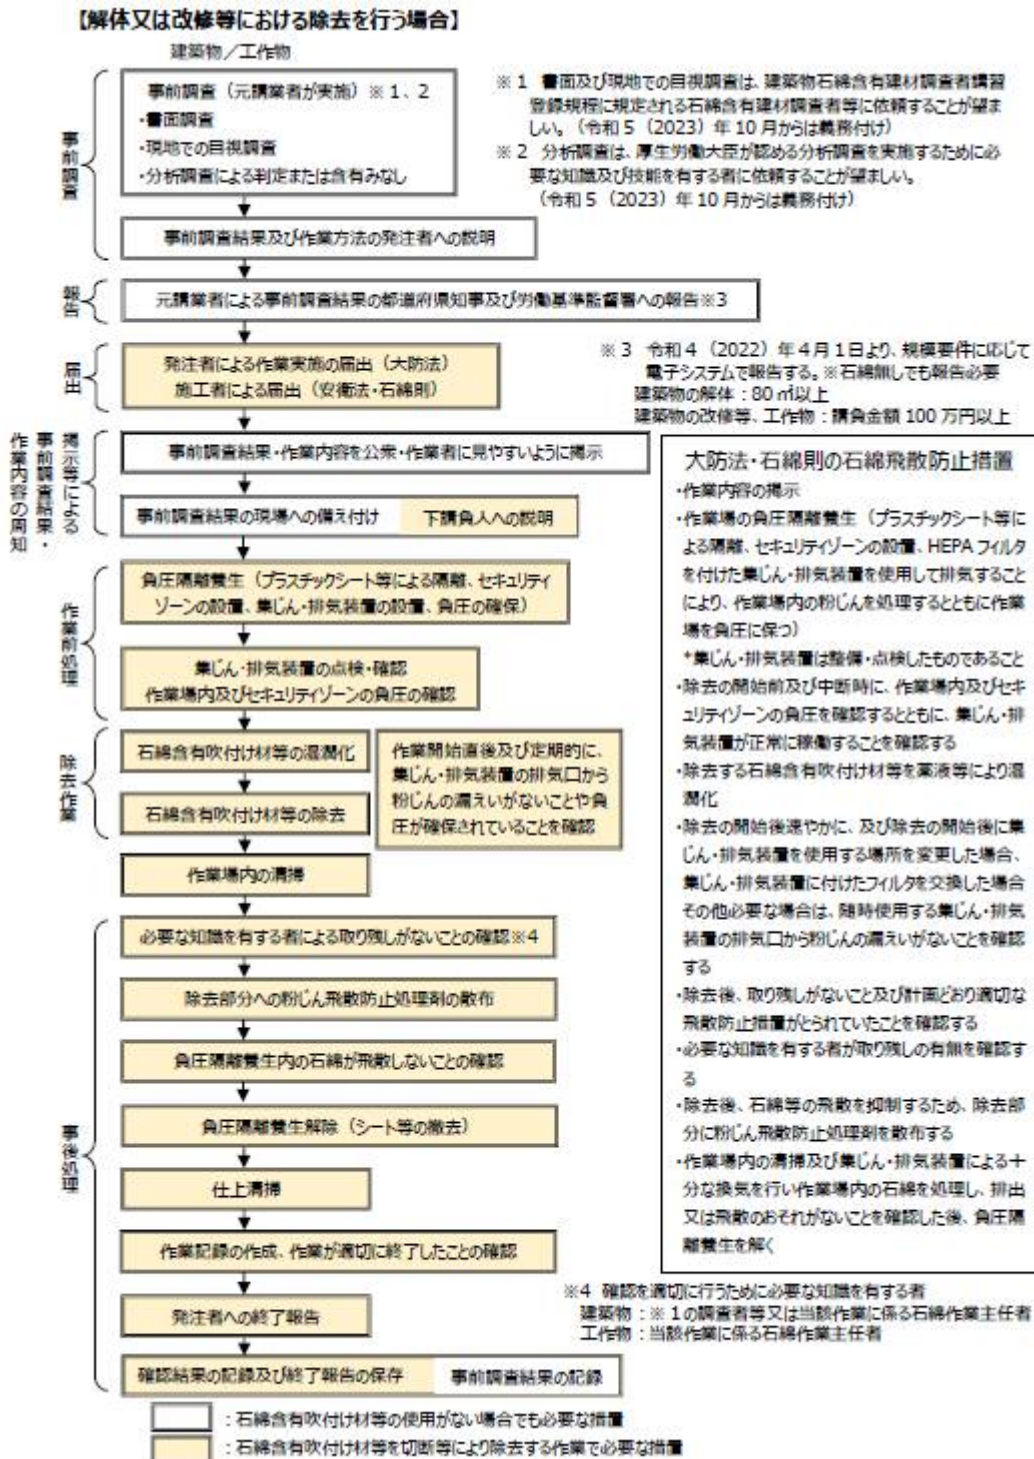 【解体又は改修等における除去を行う場合】
建築物／工作物
事前調査
事前調査（元請業者が実施）※１、２
・書面調査
・現地での目視調査
・分析調査による判定または含有みなし
※１ 書面及び現地での目視調査は、建築物石綿含有建材調査者講習
登録規程に規定される石綿含有建材調査者等に依頼することが望ま
しい。（令和５（2023）年10月からは義務付け）
※２ 分析調査は、厚生労働大臣が認める分析調査を実施するために必
要な知識及び技能を有する者に依頼することが望ましい。
（令和５（2023）年10月からは義務付け）
事前調査結果及び作業方法の発注者への説明
報告
元請業者による事前調査結果の都道府県知事及び労働基準監督署への報告※3
届出
発注者による作業実施の届出（大防法）
施工者による届出（安衛法・石綿則）
※３ 令和４（2022）年４月１日より、規模要件に応じて
電子システムで報告する。※石綿無しでも報告必要
建築物の解体：80㎡以上
建築物の改修等、工作物：請負金額100万円以上
掲示等による
事前調査結果・
作業内容の周知
事前調査結果・作業内容を公衆・作業者に見やすいように掲示
事前調査結果の現場への備え付け
下請負人への説明
作業前処理
負圧隔離養生（プラスチックシート等による隔離、セキュリティ
ゾーンの設置、集じん・排気装置の設置、負圧の確保）
集じん・排気装置の点検・確認
作業場内及びセキュリティゾーンの負圧の確認
除去作業
石綿含有吹付け材等の湿潤化
石綿含有吹付け材等の除去
作業開始直後及び定期的に、
集じん・排気装置の排気口から
粉じんの漏えいがないことや負
圧が確保されていることを確認
作業場内の清掃
事後処理
必要な知識を有する者による取り残しがないことの確認※4
除去部分への粉じん飛散防止処理剤の散布
負圧隔離養生内の石綿が飛散しないことの確認
負圧隔離養生解除（シート等の撤去）
仕上清掃
作業記録の作成、作業が適切に終了したことの確認
発注者への終了報告
確認結果の記録及び終了報告の保存
事前調査結果の記録
大防法・石綿則の石綿飛散防止措置
・作業内容の掲示
・作業場の負圧隔離養生（プラスチックシート等に
よる隔離、セキュリティゾーンの設置、HEPAフィルタ
を付けた集じん・排気装置を使用して排気すること
により、作業場内の粉じんを処理するとともに作業
場を負圧に保つ）
*集じん・排気装置は整備・点検したものであること
・除去の開始前及び中断時に、作業場内及びセキ
ュリティゾーンの負圧を確認するとともに、集じん・排
気装置が正常に稼働することを確認する
・除去する石綿含有吹付け材等を薬液等により湿
潤化
・除去の開始後速やかに、及び除去の開始後に集
じん・排気装置を使用する場所を変更した場合、
集じん・排気装置に付けたフィルタを交換した場合
その他必要な場合は、随時使用する集じん・排気
装置の排気口から粉じんの漏えいがないことを確認
する
・除去後、取り残しがないこと及び計画どおり適切な
飛散防止措置がとられていたことを確認する
・必要な知識を有する者が取り残しの有無を確認す
る
・除去後、石綿等の飛散を抑制するため、除去部
分に粉じん飛散防止処理剤を散布する
・作業場内の清掃及び集じん・排気装置による十
分な換気を行い作業場内の石綿を処理し、排出
又は飛散のおそれがないことを確認した後、負圧隔
離養生を解く
※4 確認を適切に行うために必要な知識を有する者
建築物：※１の調査者等又は当該作業に係る石綿作業主任者
工作物：当該作業に係る石綿作業主任者
：石綿含有吹付け材等の使用がない場合でも必要な措置
：石綿含有吹付け材等を切断等により除去する作業で必要な措置